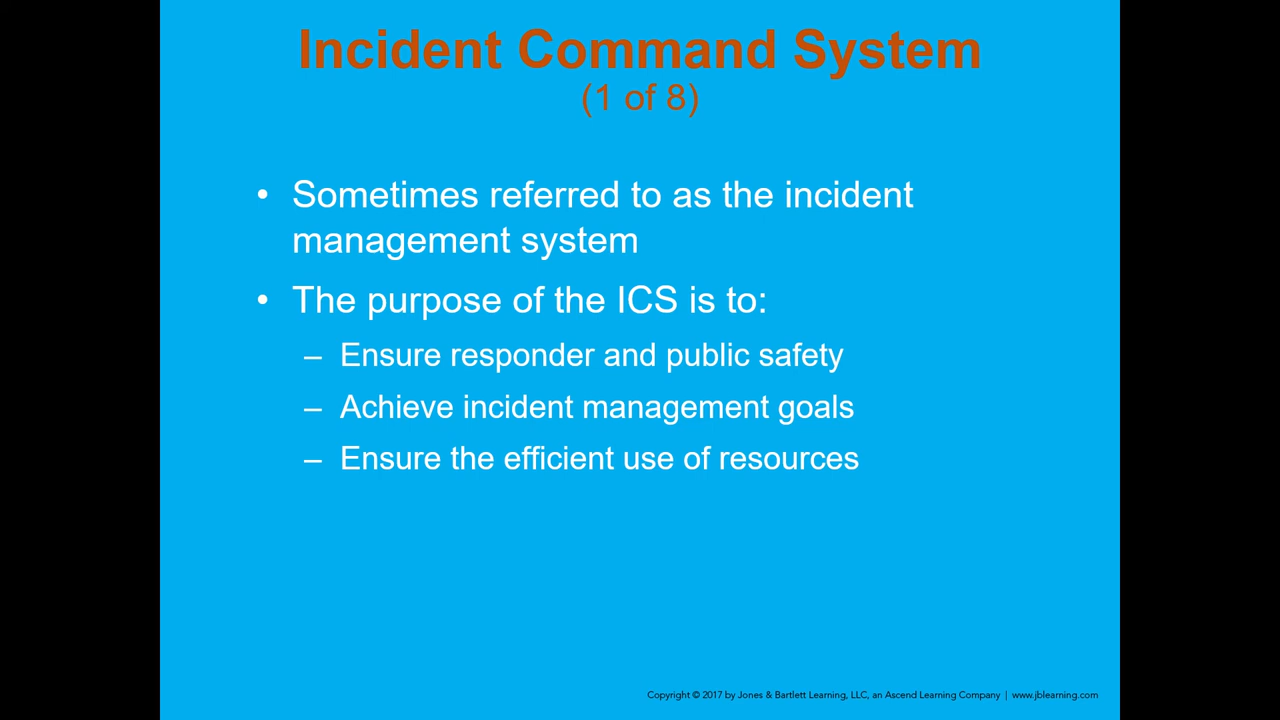 Incident Command System
(1 of 8)
• Sometimes referred to as the incident
management system
• The purpose of the ICS is to:
– Ensure responder and public safety
– Achieve incident management goals
– Ensure the efficient use of resources
Copyright © 2017 by Jones & Bartlett Learning, LLC, an Ascend Learning Company | www.jblearning.com